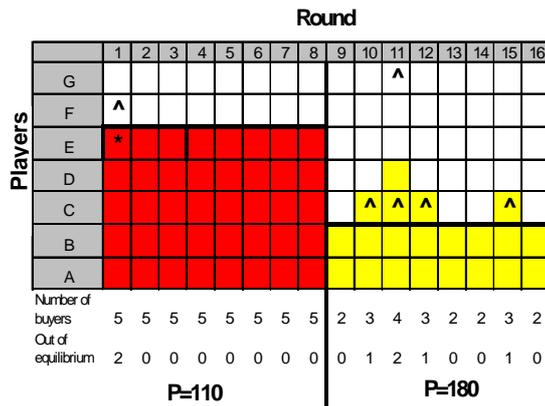 Round
1 2 3 4 5 6 7 8 9 10 11 12 13 14 15 16
Players
G ^
F ^
E *
D
C ^ ^ ^ ^
B
A
Number of
buyers 5 5 5 5 5 5 5 5 2 3 4 3 2 2 3 2
Out of
equilibrium 2 0 0 0 0 0 0 0 0 1 2 1 0 0 1 0
P=110 P=180